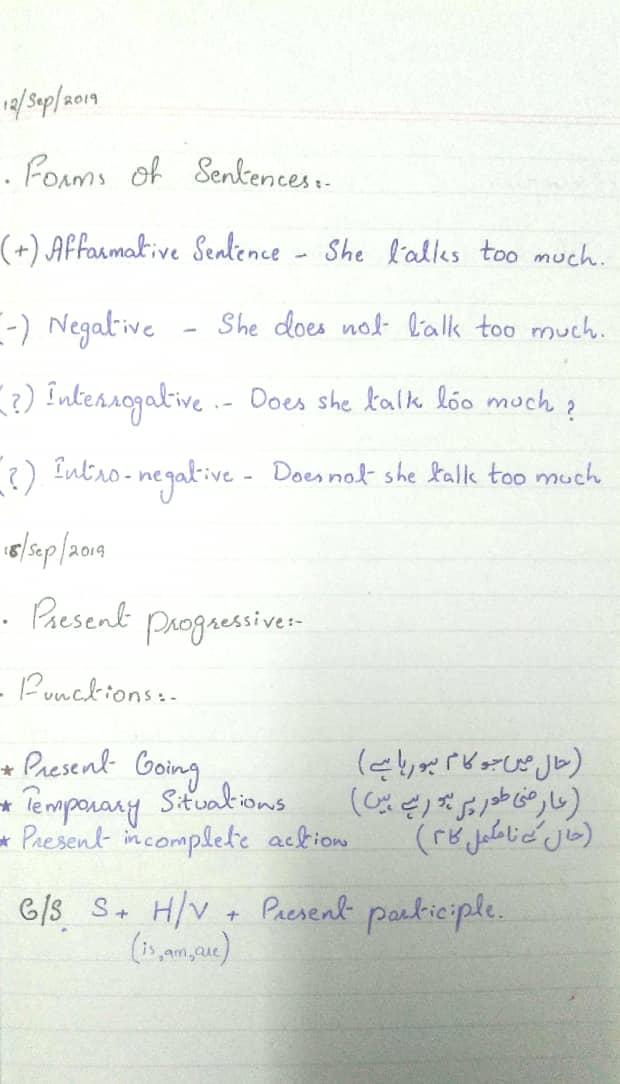 12/Sep/2019
. Forms of Sentences:-
(+) Affarmative Sentence - She talks too much.
(-) Negative - She does not talk too much.
(?) Interrogative .- Does she talk too much ?
(?) Intro-negative - Does not she talk too much
18/Sep/2019
. Present progressive:-
. Functions:-
* Present Going (حال میں جو کام ہو رہا ہے)
* Temporary Situations (عارضی طور پر ہو رہے ہیں)
* Present incomplete action (حال کے نامکمل کام)
G/S. S + H/V + Present participle.
(is, am, are)